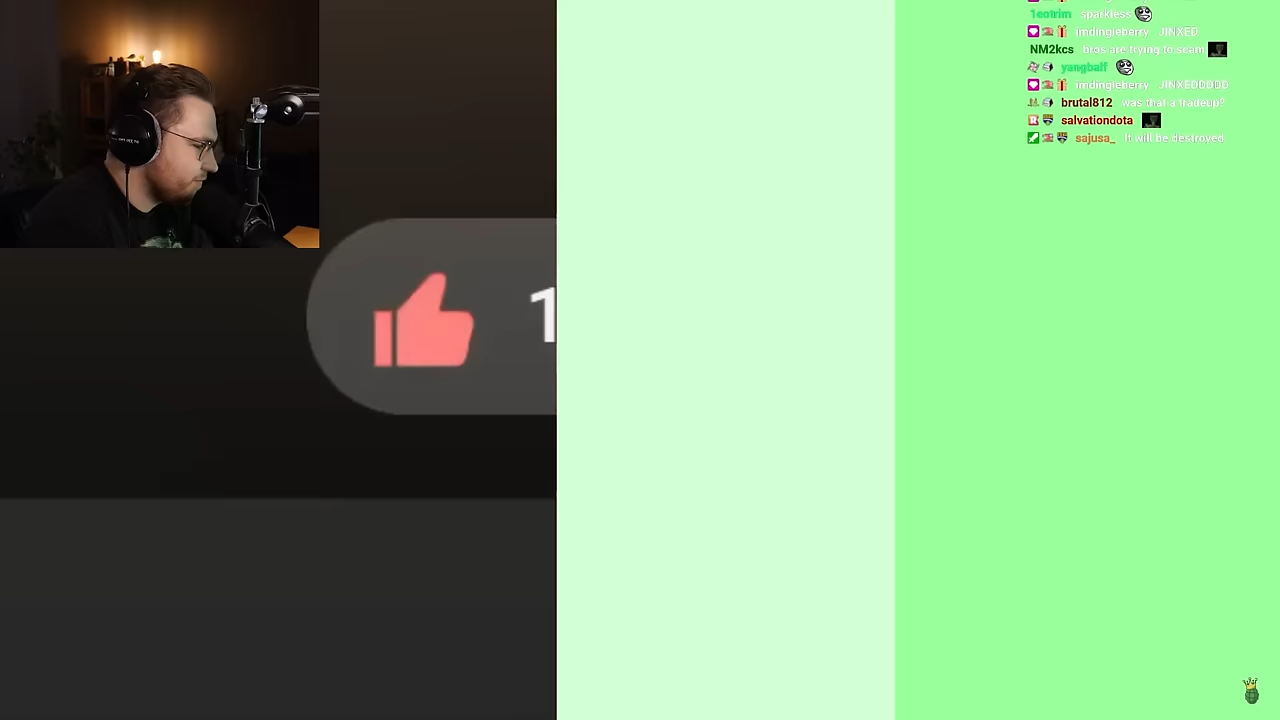 1
1eotrim sparkless
imdingleberry JINXED
NM2kcs bros are trying to scam
yangbalf
imdingleberry JINXEDDDDD
brutal812 was that a tradeup?
salvationdota
sajusa_ It will be destroyed